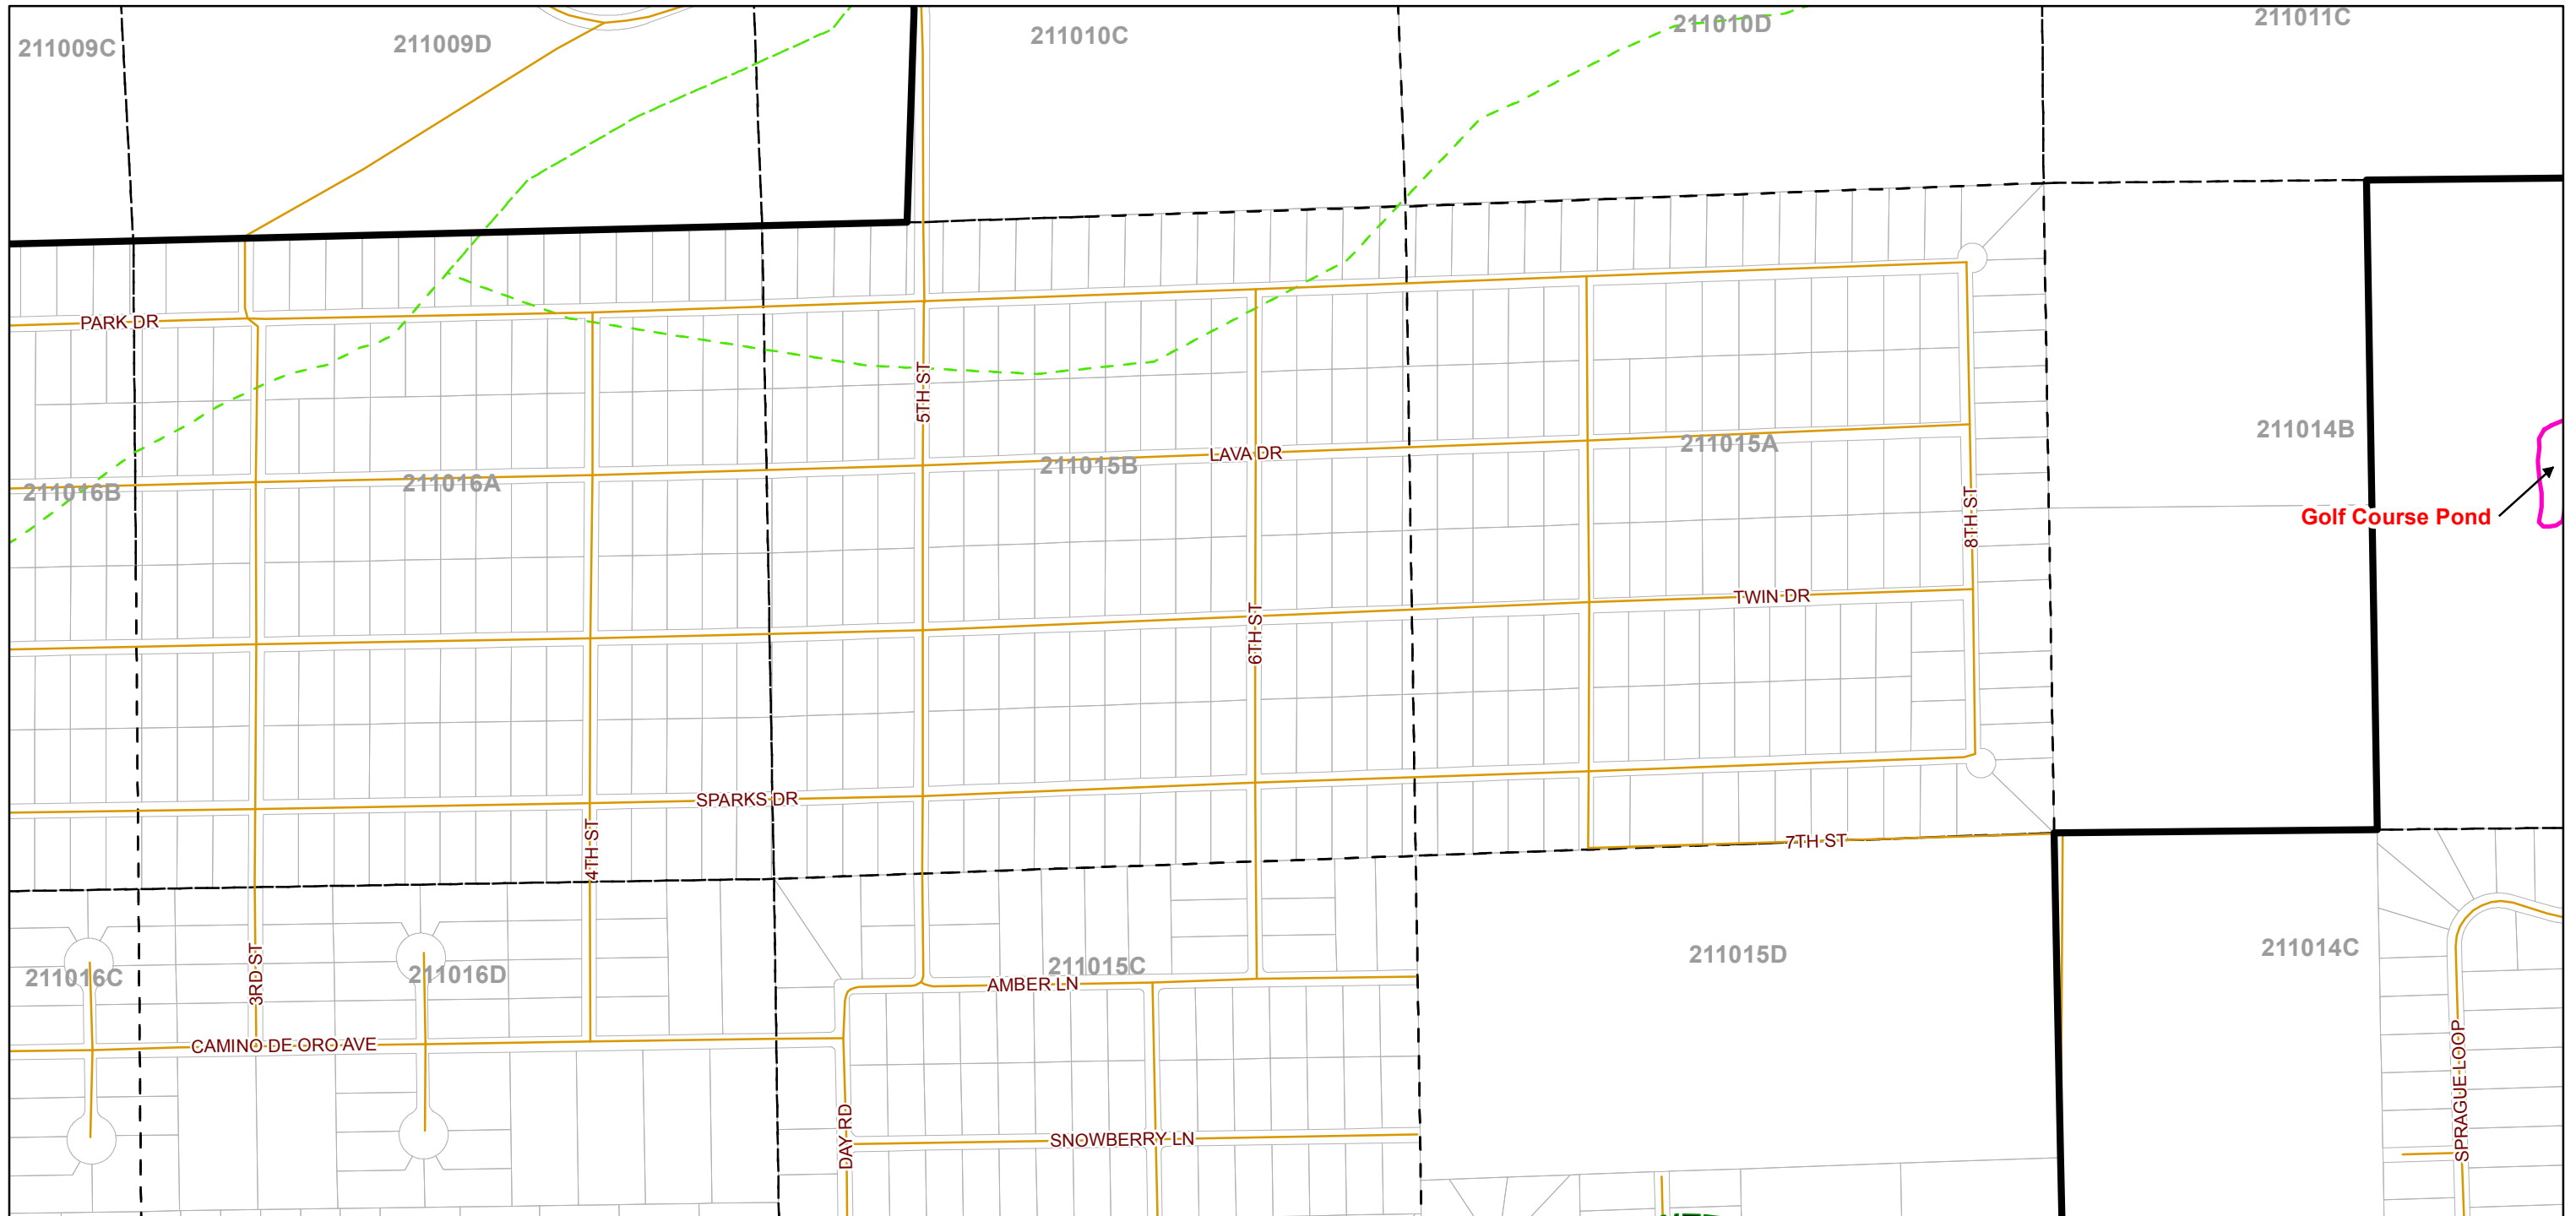 211009C
211009D
211010C
211010D
211011C
PARK DR
5TH ST
LAVA DR
211015B
211015A
211014B
211016B
211016A
8TH ST
Golf Course Pond
TWIN DR
6TH ST
SPARKS DR
4TH ST
7TH ST
3RD ST
211016C
211016D
211015C
211015D
211014C
AMBER LN
CAMINO DE ORO AVE
DAY RD
SNOWBERRY LN
SPRAGUE LOOP